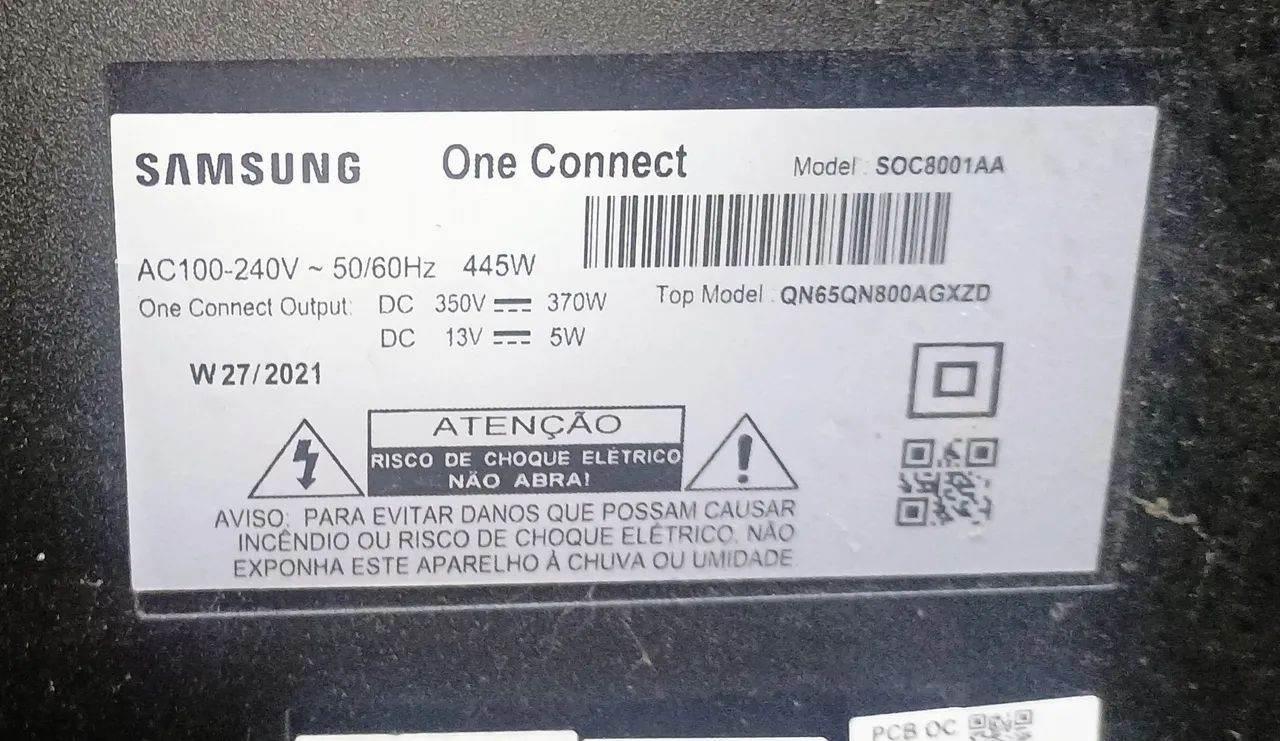 SAMSUNG One Connect Model : SOC8001AA
AC100-240V ~ 50/60Hz 445W
One Connect Output: DC 350V ⎓ 370W
Top Model : QN65QN800AGXZD
DC 13V ⎓ 5W
W27/2021
ATENÇÃO
RISCO DE CHOQUE ELÉTRICO
NÃO ABRA!
AVISO: PARA EVITAR DANOS QUE POSSAM CAUSAR
INCÊNDIO OU RISCO DE CHOQUE ELÉTRICO, NÃO
EXPONHA ESTE APARELHO À CHUVA OU UMIDADE.
PCB OC